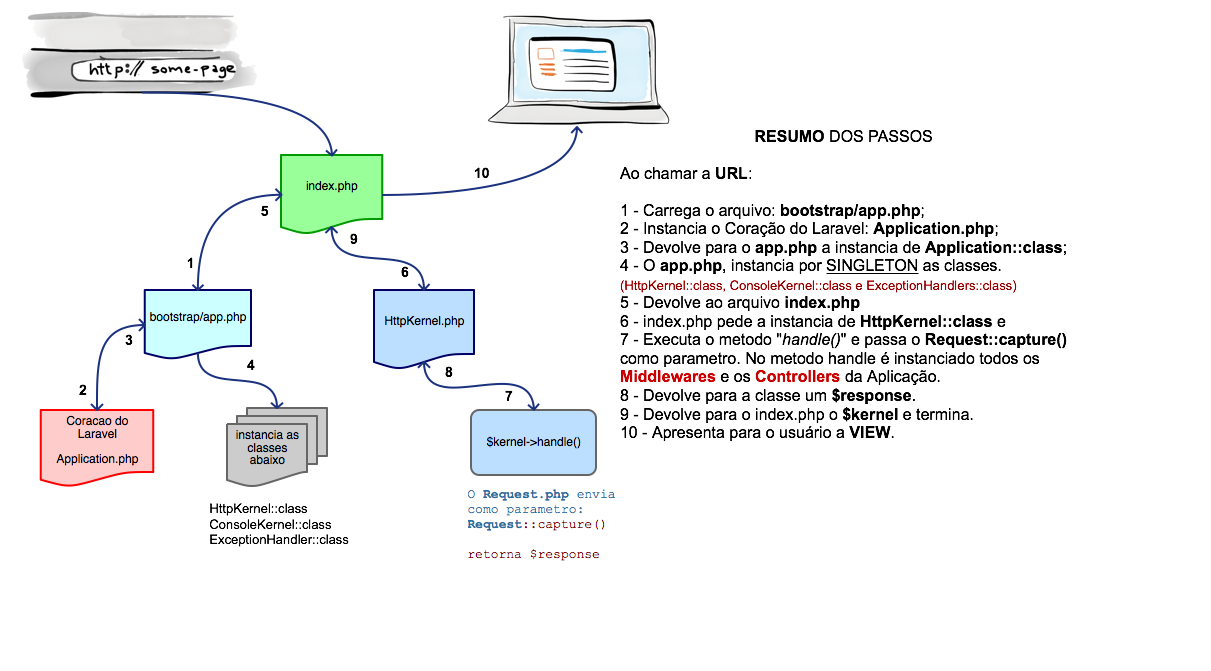 http:// some-page
index.php
10
5
9
1
6
bootstrap/app.php
HttpKernel.php
3
4
8
2
7
Coracao do
Laravel
Application.php
instancia as
classes
abaixo
$kernel->handle()
HttpKernel::class
ConsoleKernel::class
ExceptionHandler::class
O Request.php envia
como parametro:
Request::capture()
retorna $response
RESUMO DOS PASSOS
Ao chamar a URL:
1 - Carrega o arquivo: bootstrap/app.php;
2 - Instancia o Coração do Laravel: Application.php;
3 - Devolve para o app.php a instancia de Application::class;
4 - O app.php, instancia por SINGLETON as classes.
(HttpKernel::class, ConsoleKernel::class e ExceptionHandlers::class)
5 - Devolve ao arquivo index.php
6 - index.php pede a instancia de HttpKernel::class e
7 - Executa o metodo "handle()" e passa o Request::capture()
como parametro. No metodo handle é instanciado todos os
Middlewares e os Controllers da Aplicação.
8 - Devolve para a classe um $response.
9 - Devolve para o index.php o $kernel e termina.
10 - Apresenta para o usuário a VIEW.